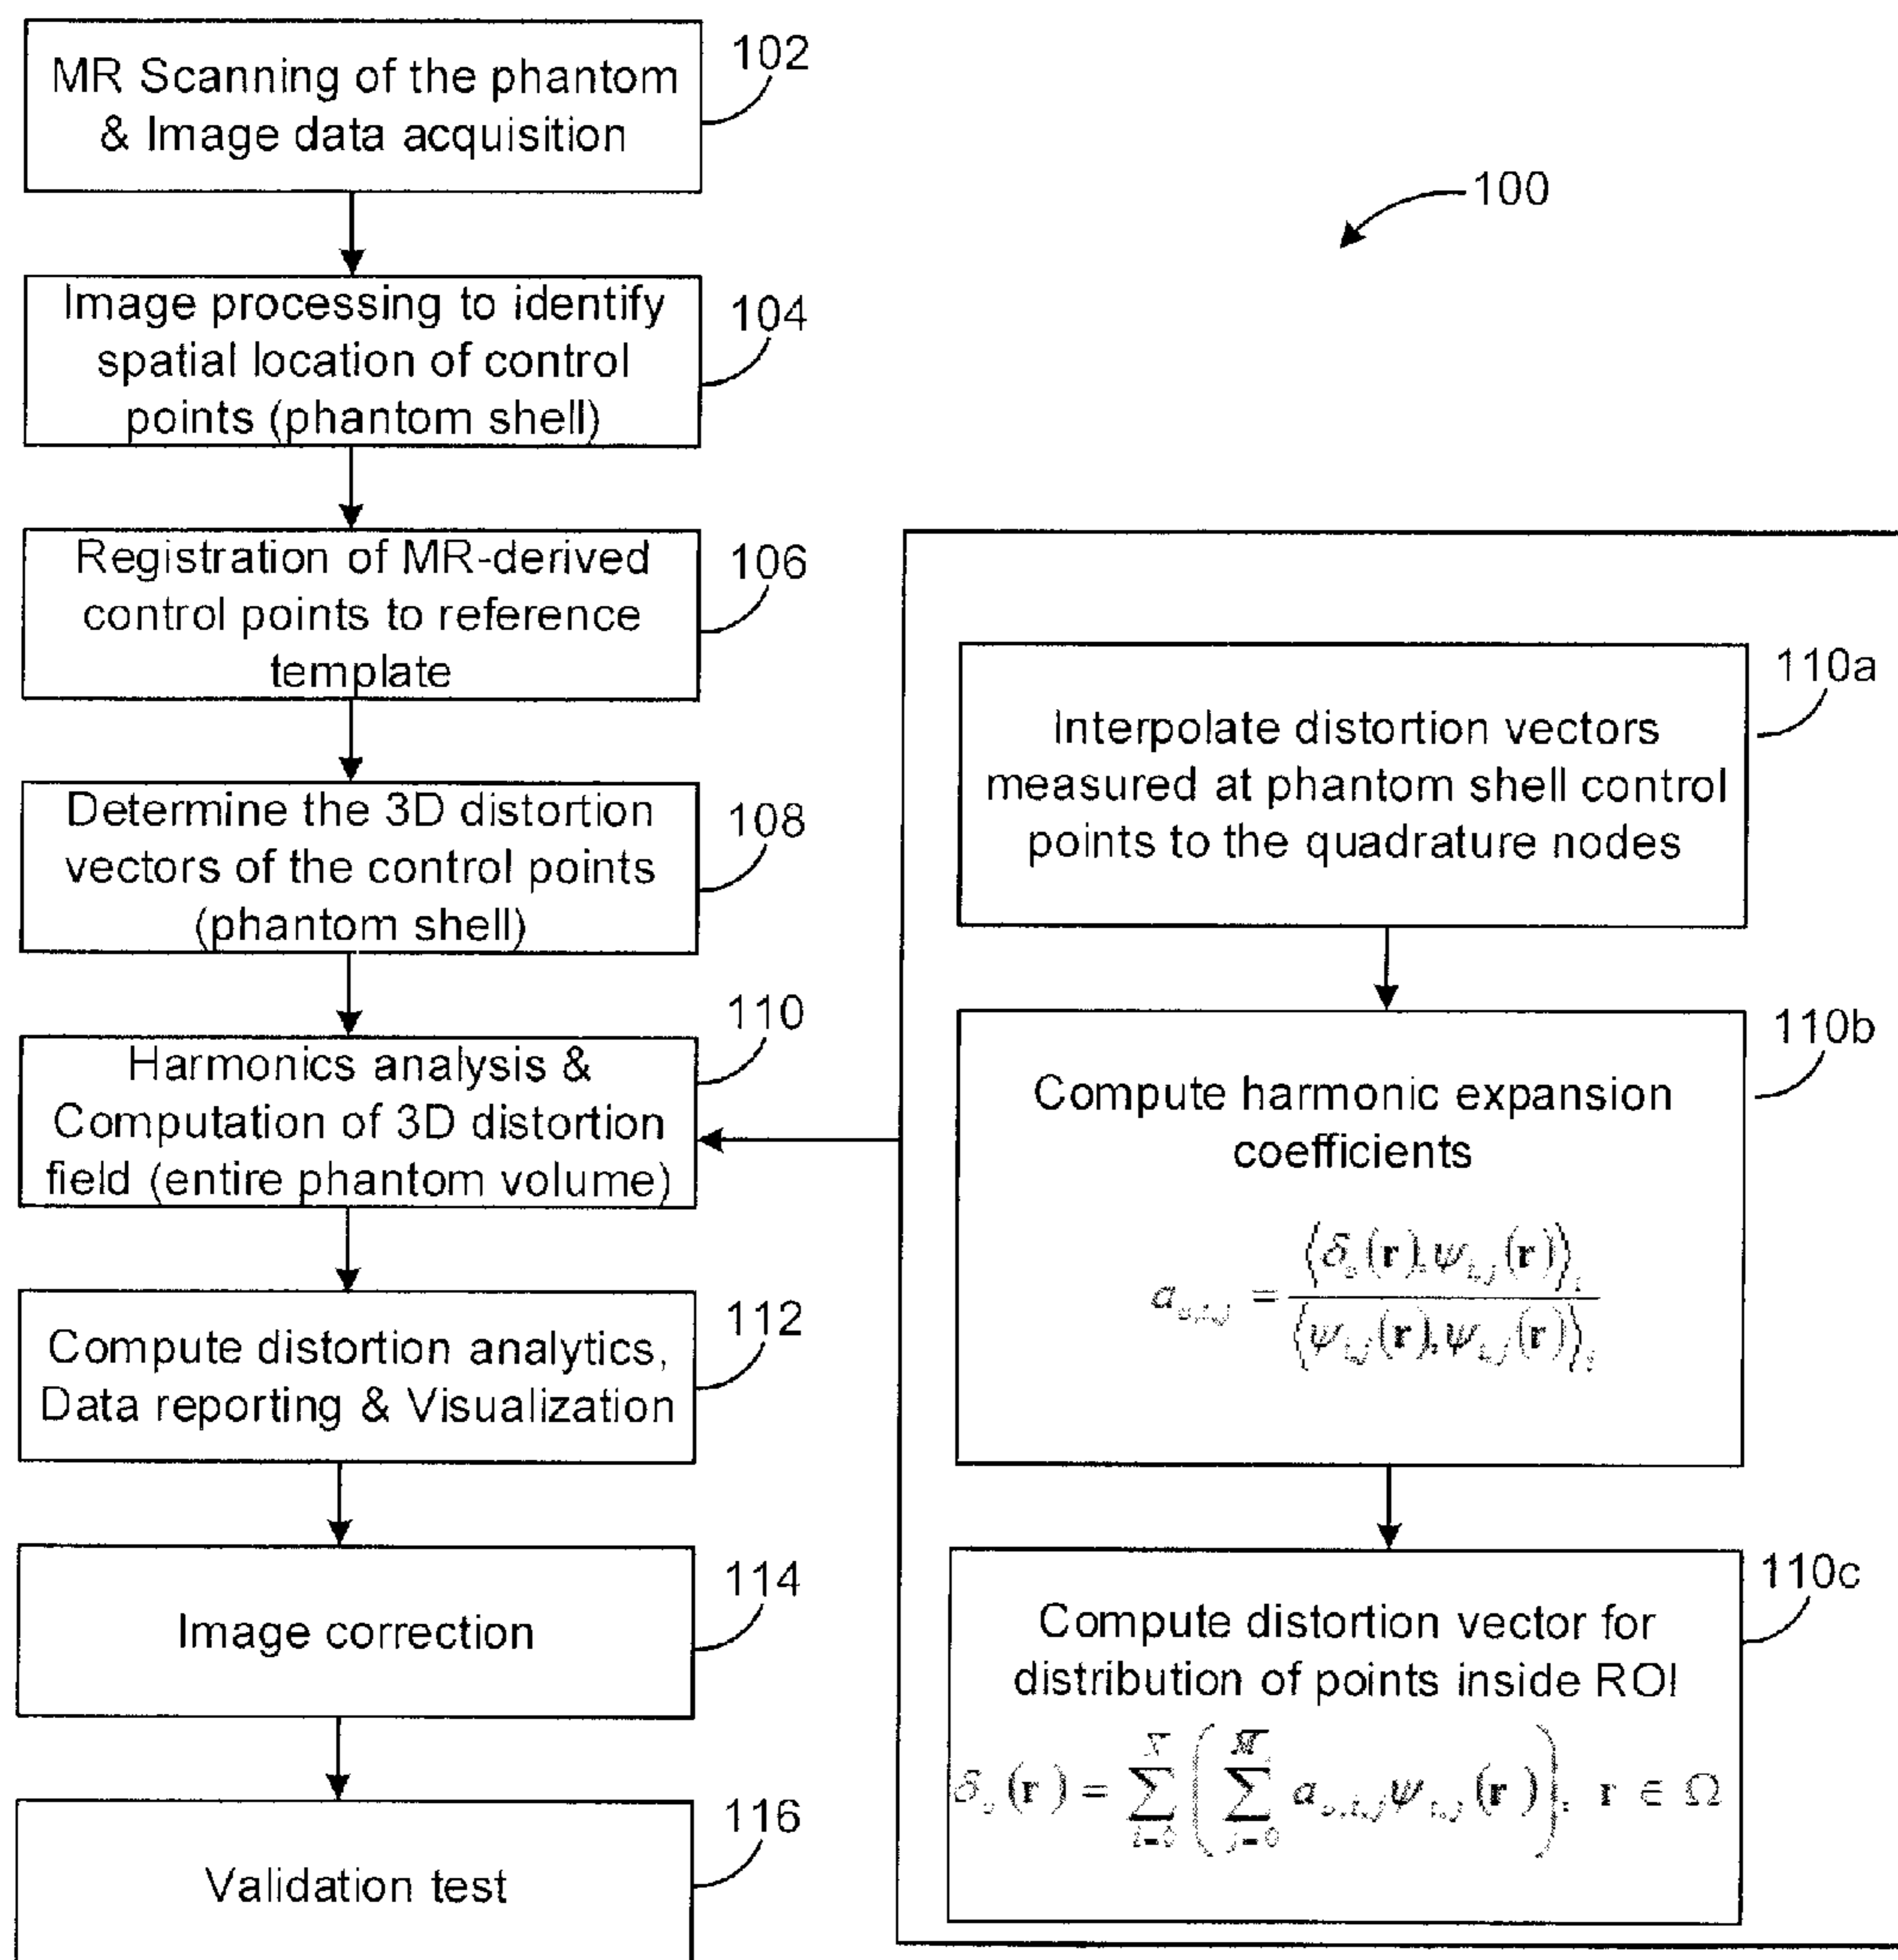 MR Scanning of the phantom
& Image data acquisition
102
100
Image processing to identify
spatial location of control
points (phantom shell)
104
Registration of MR-derived
control points to reference
template
106
Determine the 3D distortion
vectors of the control points
(phantom shell)
108
Harmonics analysis &
Computation of 3D distortion
field (entire phantom volume)
110
Compute distortion analytics,
Data reporting & Visualization
112
Image correction
114
Validation test
116
Interpolate distortion vectors
measured at phantom shell control
points to the quadrature nodes
110a
Compute harmonic expansion
coefficients
110b
Compute distortion vector for
distribution of points inside ROI
110c
r ∈ Ω